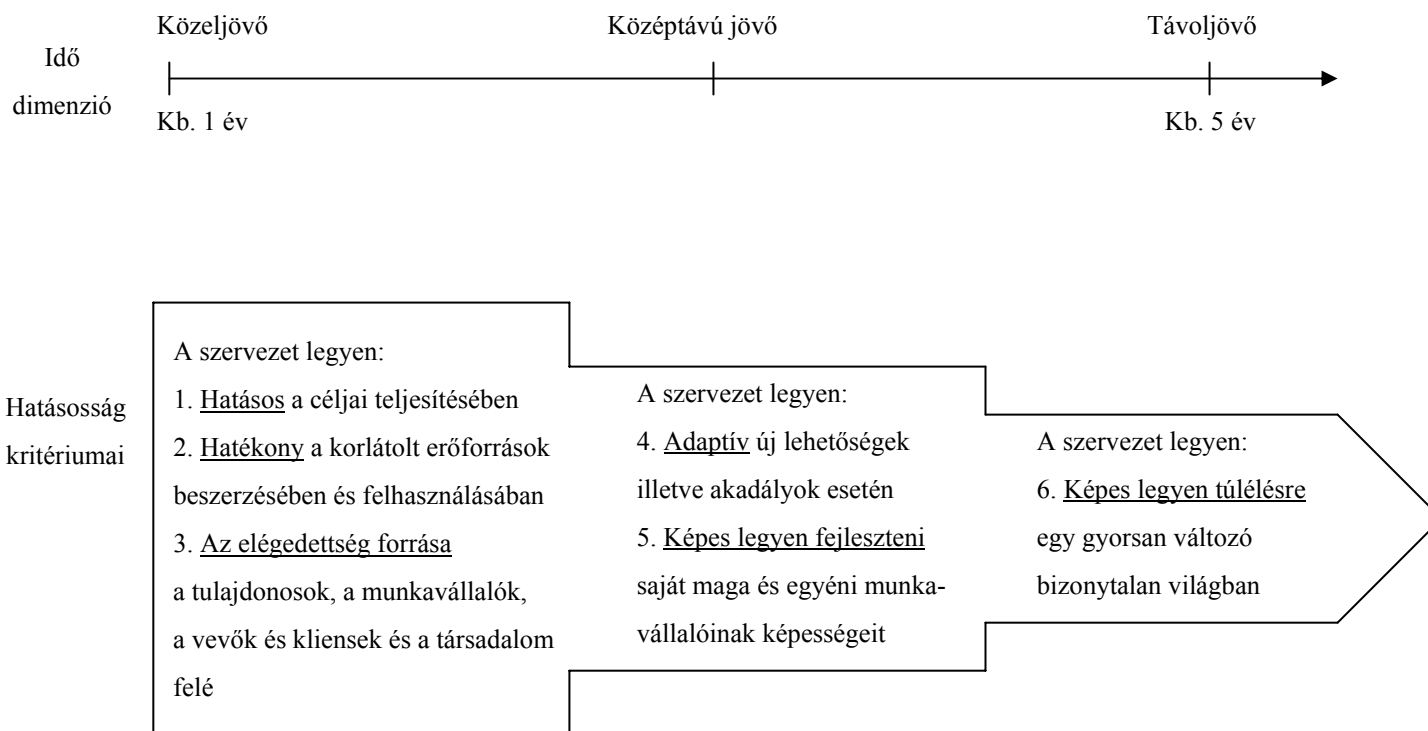 Közeljövő
Középtávú jövő
Távoljövő
Idő
dimenzió
Kb. 1 év
Kb. 5 év
Hatásosság
kritériumai
A szervezet legyen:
1. Hatásos a céljai teljesítésében
2. Hatékony a korlátolt erőforrások
beszerzésében és felhasználásában
3. Az elégedettség forrása
a tulajdonosok, a munkavállalók,
a vevők és kliensek és a társadalom
felé
A szervezet legyen:
4. Adaptív új lehetőségek
illetve akadályok esetén
5. Képes legyen fejleszteni
saját maga és egyéni munka-
vállalóinak képességeit
A szervezet legyen:
6. Képes legyen túlélésre
egy gyorsan változó
bizonytalan világban